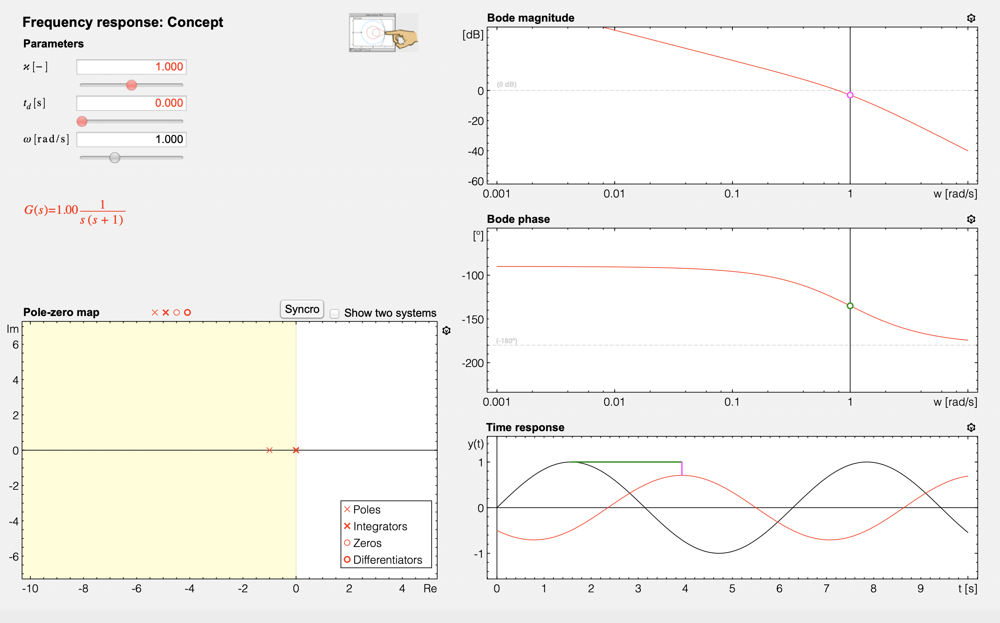 Frequency response: Concept
Parameters
ϰ [−]
1.000
t_d [s]
0.000
ω [rad/s]
1.000
G(s)=1.00 1
s (s + 1)
Pole-zero map
Syncro
Show two systems
Im
6
4
2
0
-2
-4
-6
-10 -8 -6 -4 -2 0 2 4 Re
Poles
Integrators
Zeros
Differentiators
Bode magnitude
[dB]
(0 dB)
0
-20
-40
-60
0.001 0.01 0.1 1 w [rad/s]
Bode phase
[º]
-100
-150
(-180º)
-200
0.001 0.01 0.1 1 w [rad/s]
Time response
y(t)
1
0
-1
0 1 2 3 4 5 6 7 8 9 t [s]